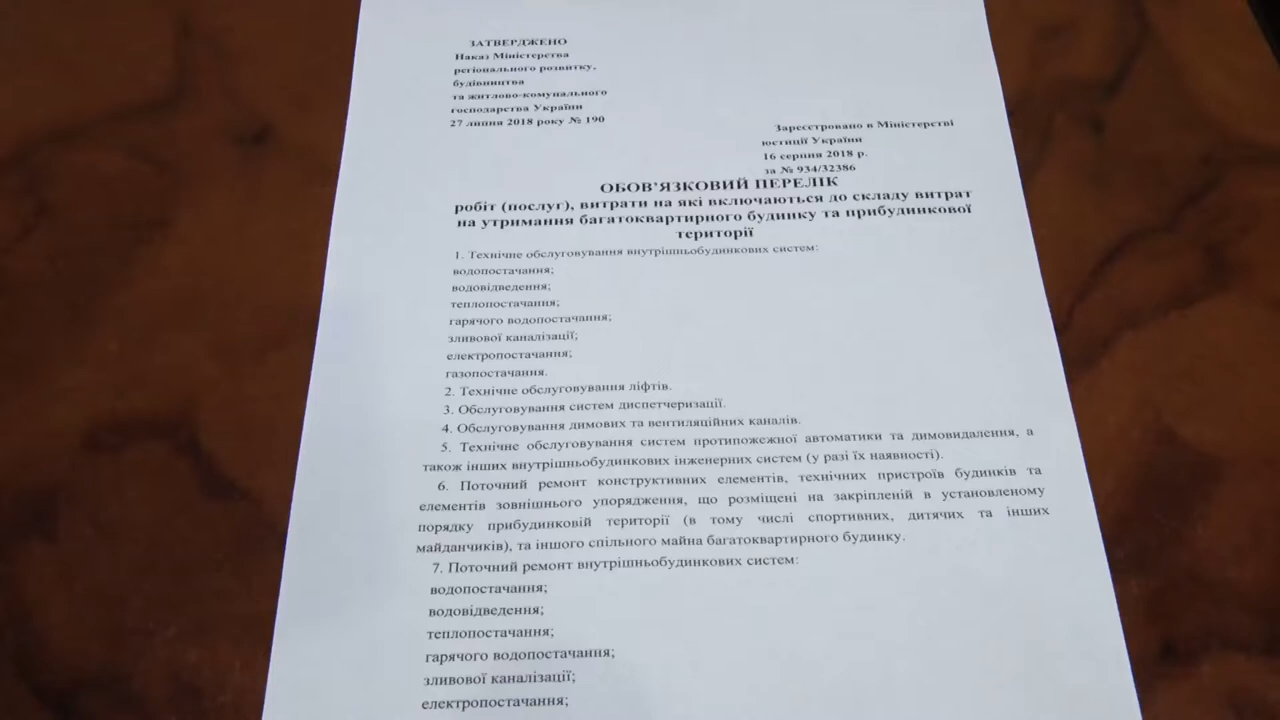 ЗАТВЕРДЖЕНО
Наказ Міністерства
регіонального розвитку,
будівництва
та житлово-комунального
господарства України
27 липня 2018 року № 190
Зареєстровано в Міністерстві
юстиції України
16 серпня 2018 р.
за № 934/32386
ОБОВ’ЯЗКОВИЙ ПЕРЕЛІК
робіт (послуг), витрати на які включаються до складу витрат
на утримання багатоквартирного будинку та прибудинкової
території
1. Технічне обслуговування внутрішньобудинкових систем:
водопостачання;
водовідведення;
теплопостачання;
гарячого водопостачання;
зливової каналізації;
електропостачання;
газопостачання.
2. Технічне обслуговування ліфтів.
3. Обслуговування систем диспетчеризації.
4. Обслуговування димових та вентиляційних каналів.
5. Технічне обслуговування систем протипожежної автоматики та димовидалення, а
також інших внутрішньобудинкових інженерних систем (у разі їх наявності).
6. Поточний ремонт конструктивних елементів, технічних пристроїв будинків та
елементів зовнішнього упорядження, що розміщені на закріпленій в установленому
порядку прибудинковій території (в тому числі спортивних, дитячих та інших
майданчиків), та іншого спільного майна багатоквартирного будинку.
7. Поточний ремонт внутрішньобудинкових систем:
водопостачання;
водовідведення;
теплопостачання;
гарячого водопостачання;
зливової каналізації;
електропостачання;